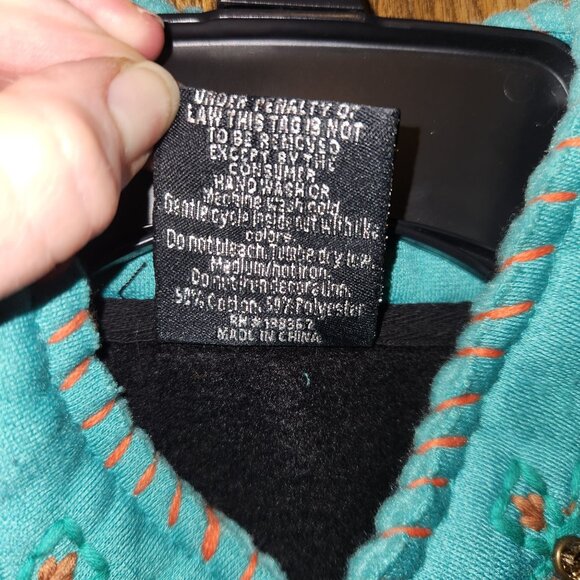 UNDER PENALTY O.
LAW THIS TAG IS NOT
TO BE REMOVED
EXCEPT BY THE
CONSUMER
HAND WASH OR
Machine wash cold
Gentle cycle inside out with like
colors.
Do not bleach. Tumble dry low.
Medium/hot iron.
Do not iron decoration.
50% Cotton, 50% Polyester
RN # 138367
MADE IN CHINA